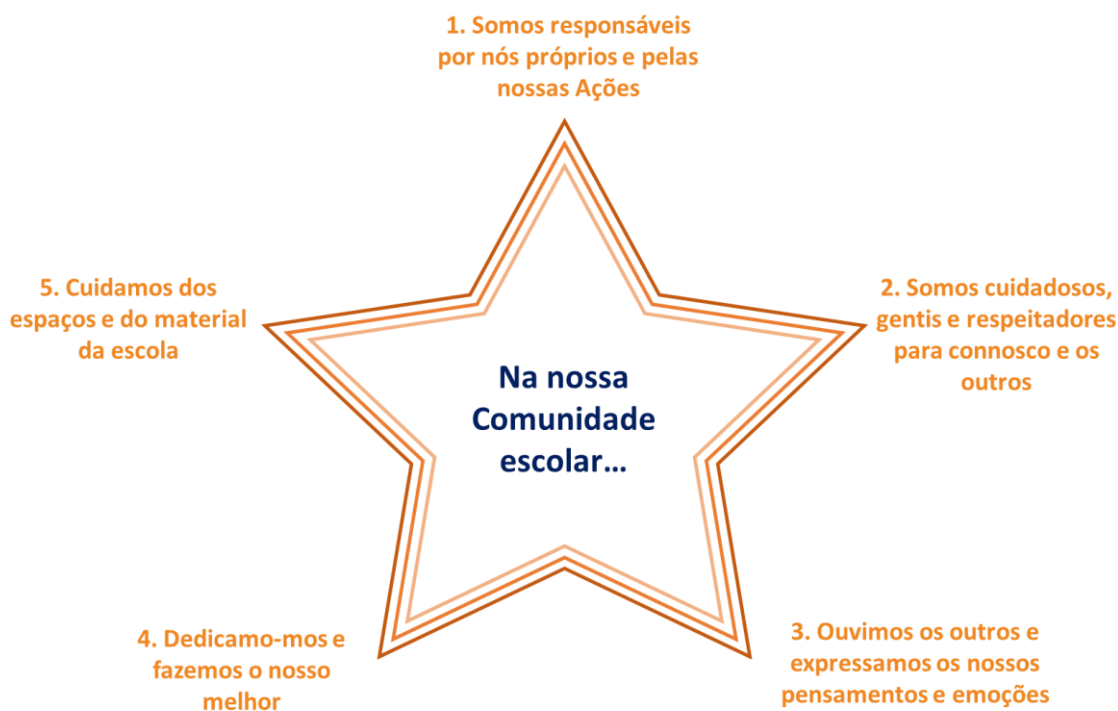 1. Somos responsáveis
por nós próprios e pelas
nossas Ações
5. Cuidamos dos
espaços e do material
da escola
2. Somos cuidadosos,
gentis e respeitadores
para connosco e os
outros
Na nossa
Comunidade
escolar...
4. Dedicamo-mos e
fazemos o nosso
melhor
3. Ouvimos os outros e
expressamos os nossos
pensamentos e emoções